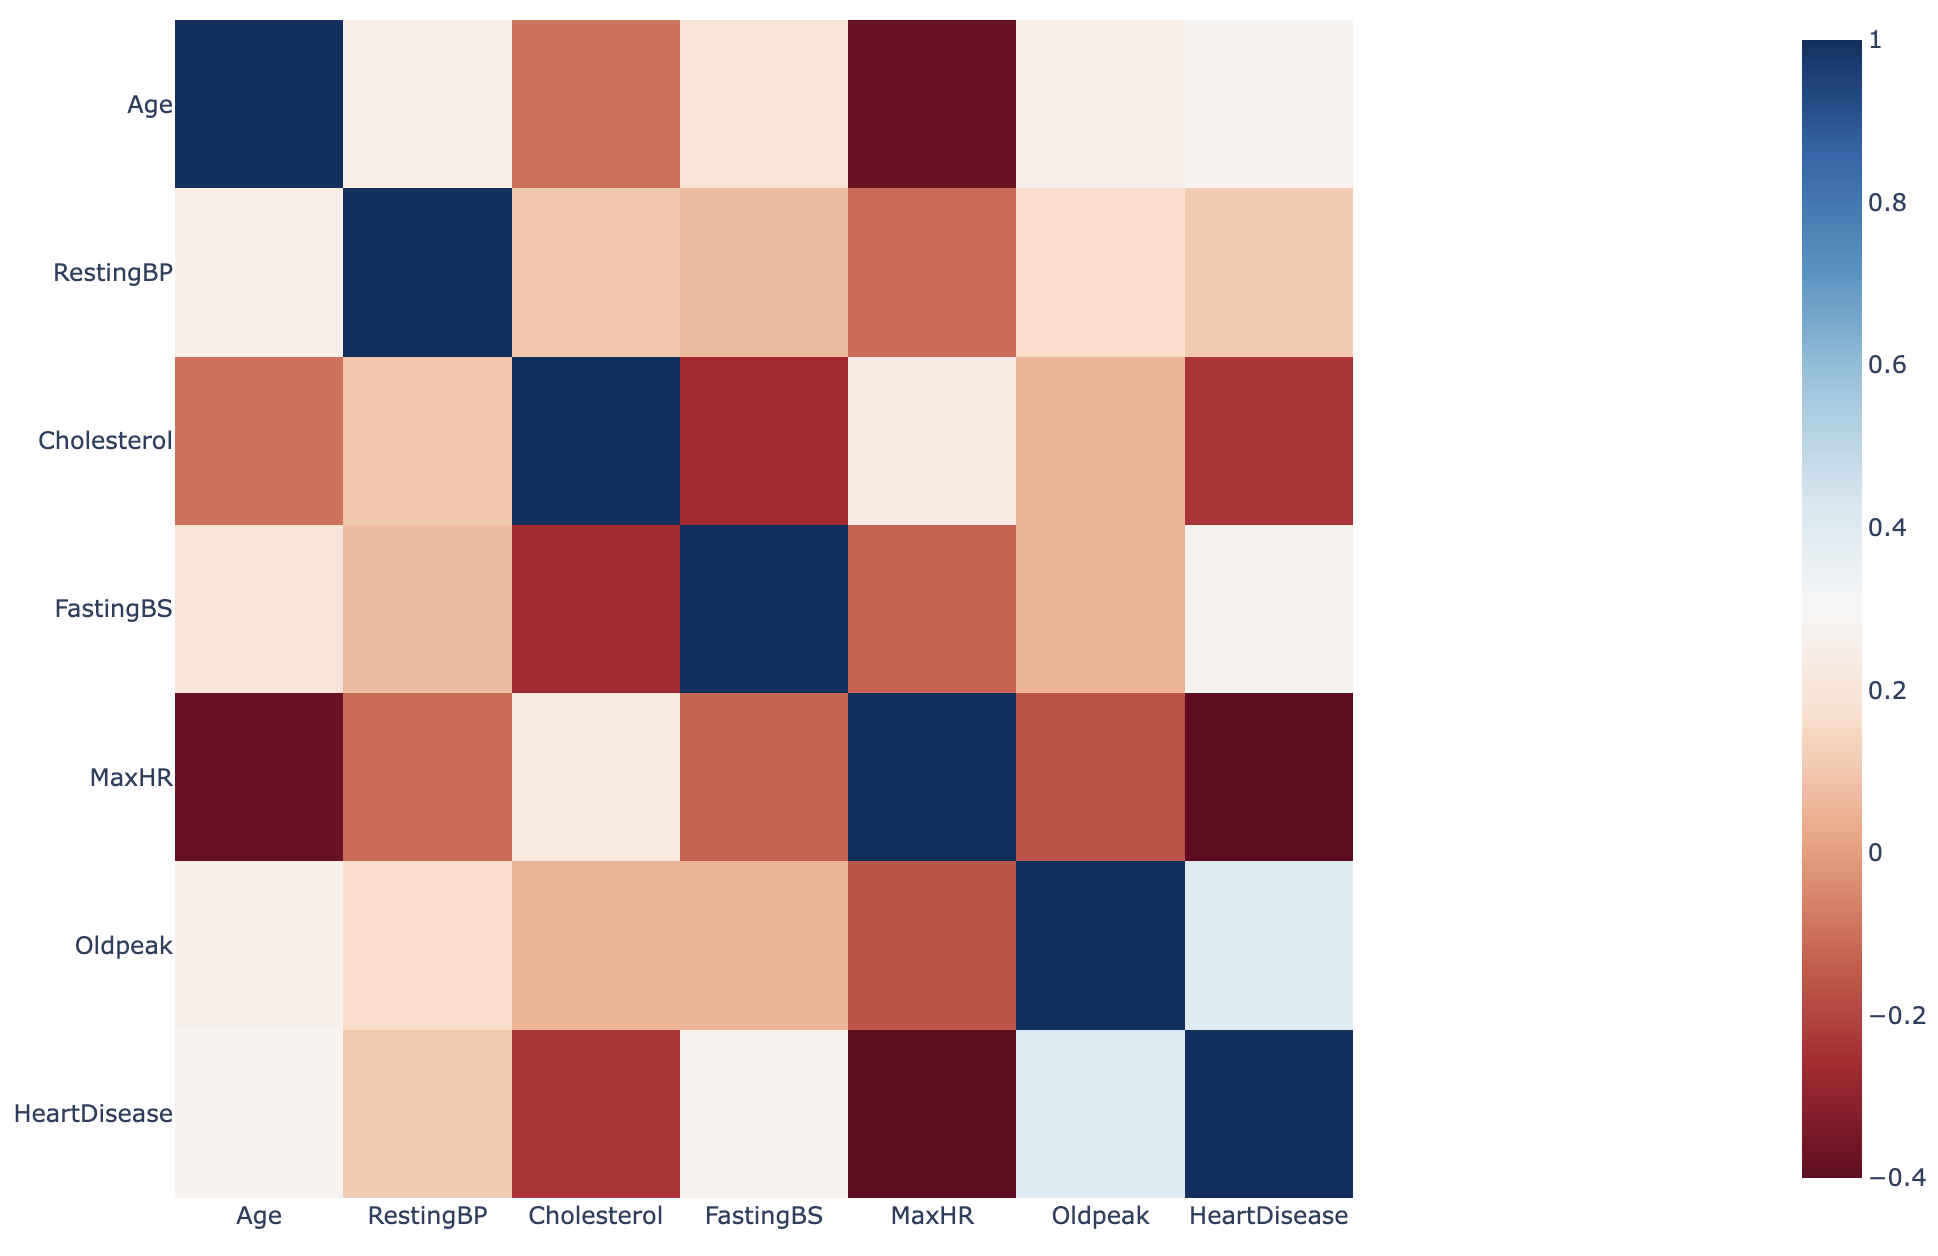 Age
RestingBP
Cholesterol
FastingBS
MaxHR
Oldpeak
HeartDisease
Age RestingBP Cholesterol FastingBS MaxHR Oldpeak HeartDisease
1
0.8
0.6
0.4
0.2
0
−0.2
−0.4